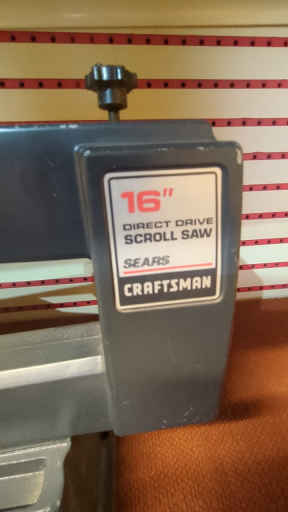 16"
DIRECT DRIVE
SCROLL SAW
SEARS
CRAFTSMAN